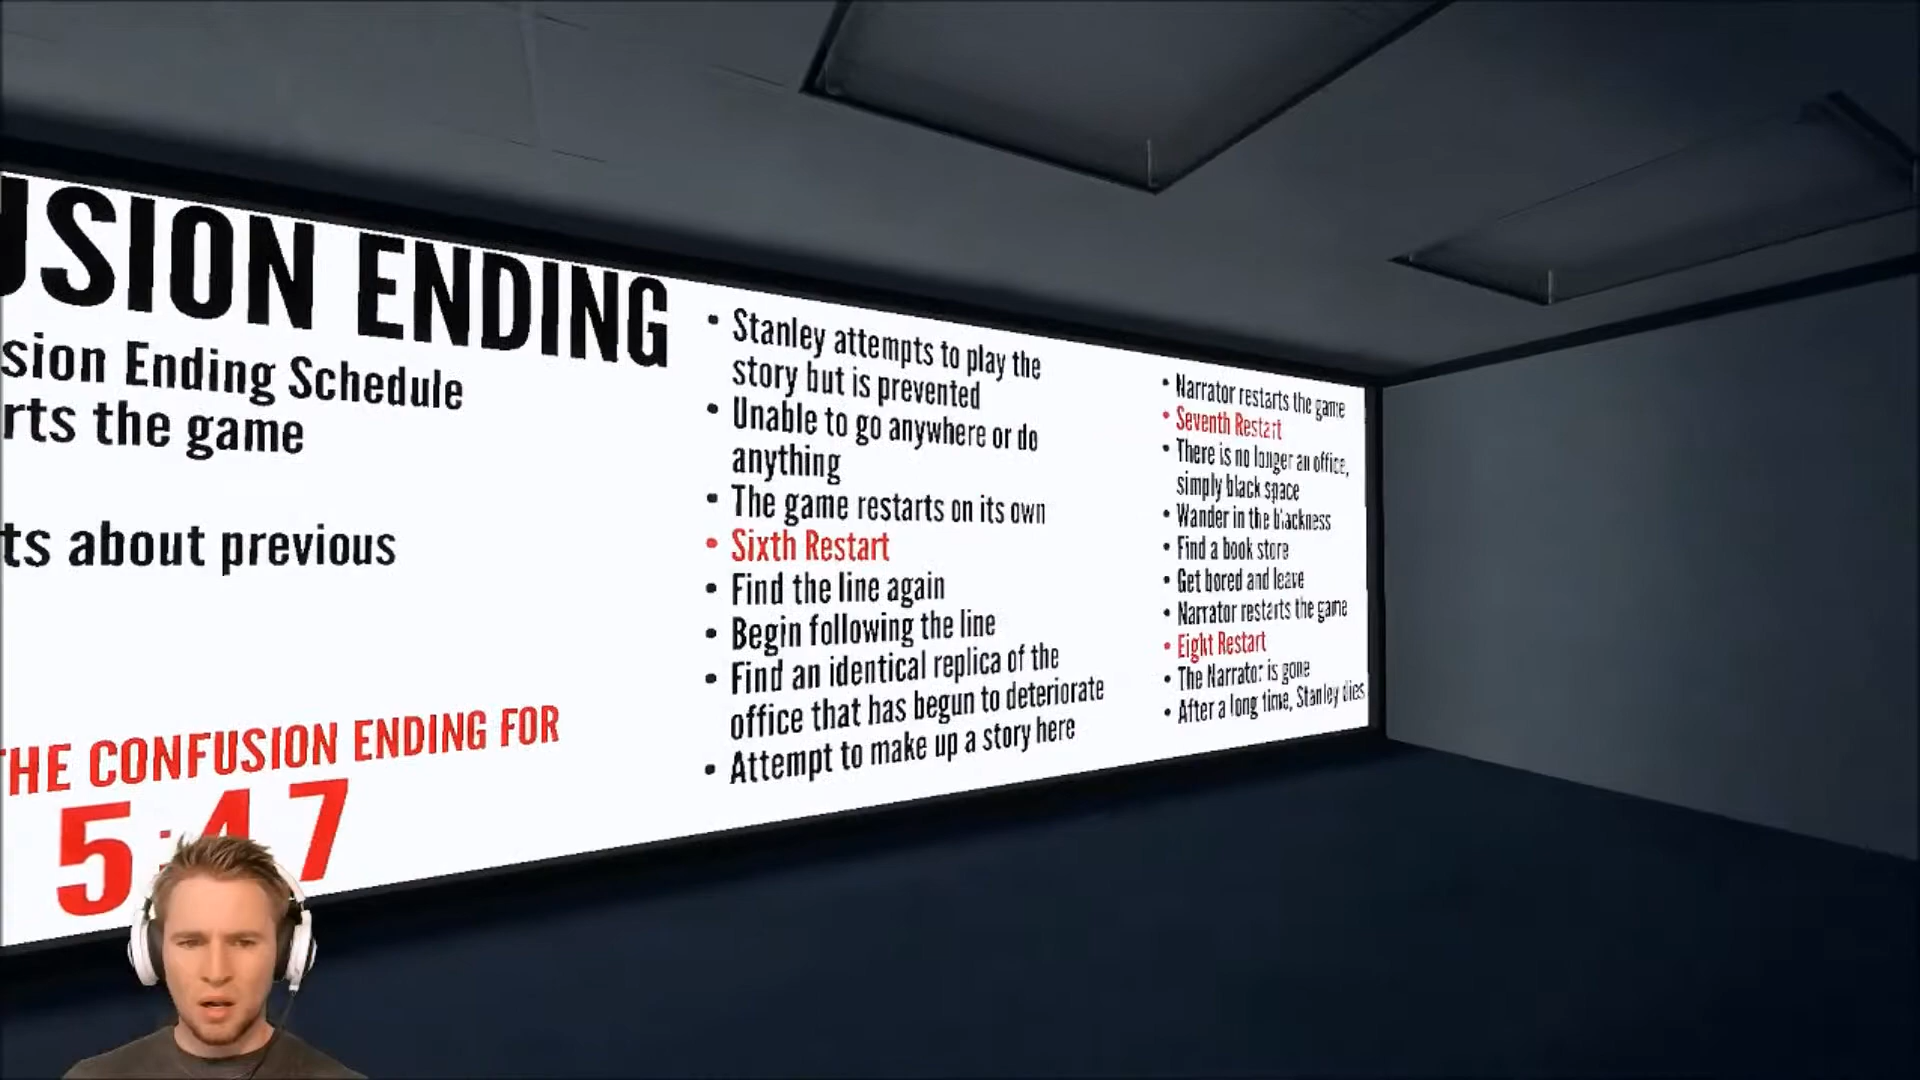 USION ENDING
sion Ending Schedule
rts the game
ts about previous
THE CONFUSION ENDING FOR
5:47
• Stanley attempts to play the
story but is prevented
• Unable to go anywhere or do
anything
• The game restarts on its own
• Sixth Restart
• Find the line again
• Begin following the line
• Find an identical replica of the
office that has begun to deteriorate
• Attempt to make up a story here
• Narrator restarts the game
• Seventh Restart
• There is no longer an office,
simply black space
• Wander in the blackness
• Find a book store
• Get bored and leave
• Narrator restarts the game
• Eight Restart
• The Narrator is gone
• After a long time, Stanley dies